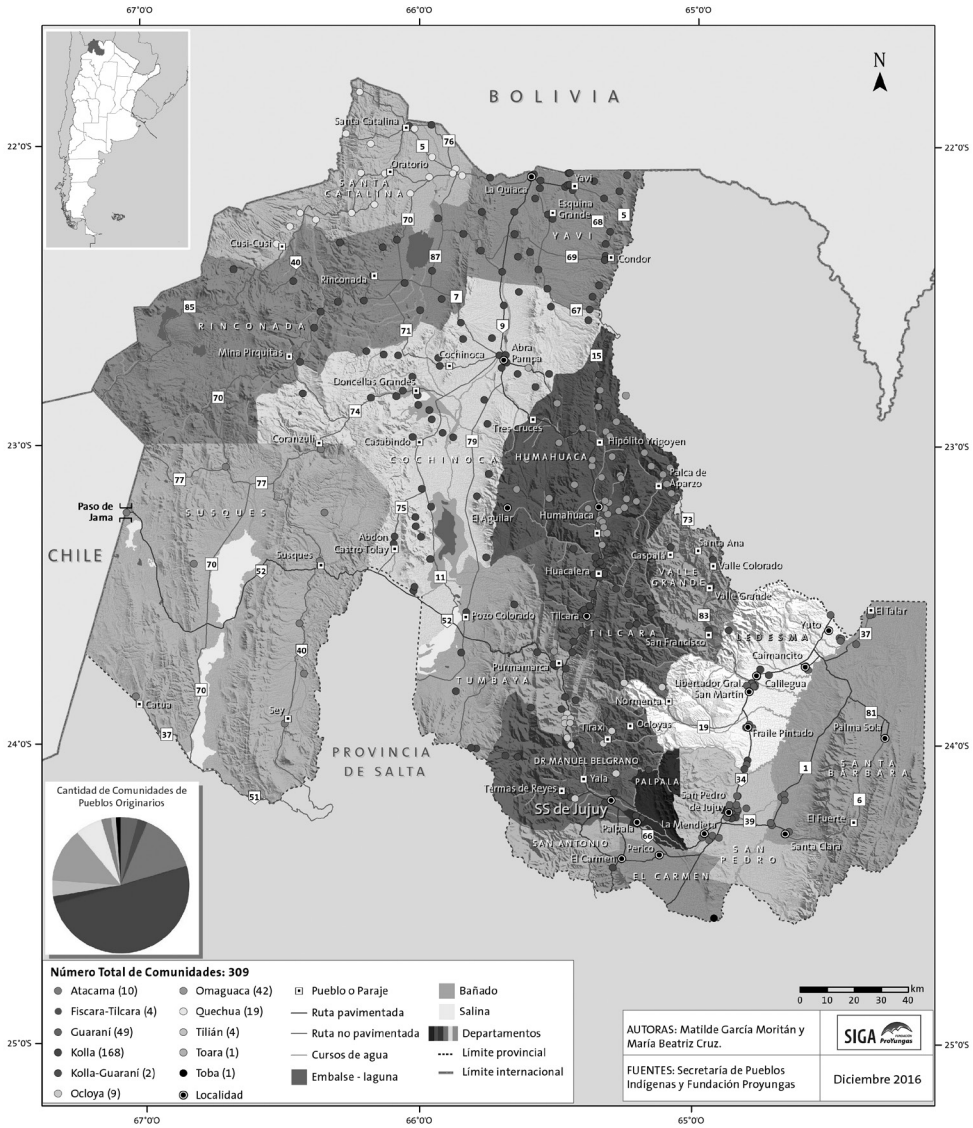 67°0'O
66°0'O
65°0'O
N
BOLIVIA
22°0'S
22°0'S
Santa Catalina
76
5
Oratorio
SANTA
CATALINA
La Quiaca
Yavi
Esquina
Grande
5
68
YAVI
70
Cusi-Cusi
40
87
69
Condor
Rinconada
85
7
67
RINCONADA
71
9
Mina Pirquitas
Cochinoca
Abra
Pampa
15
Doncellas Grandes
70
74
Tres Cruces
Coranzulí
Casabindo
79
Hipólito Yrigoyen
23°0'S
23°0'S
COCHINOCA
HUMAHUACA
77
77
Palca de
Aparzo
Paso de
Jama
SUSQUES
75
El Aguilar
Humahuaca
73
Abdon
Castro Tolay
Santa Ana
CHILE
Susques
Caspalá
Valle Colorado
70
52
11
Huacalera
VALLE
GRANDE
Valle Grande
52
Pozo Colorado
Tilcara
83
El Talar
Yuto
37
TILCARA
San Francisco
LEDESMA
40
Caimancito
Purmamarca
TUMBAYA
Libertador Gral.
San Martín
Calilegua
70
Normenta
Catua
Sey
Tiraxi
Ocloyas
19
Fraile Pintado
81
Palma Sola
37
24°0'S
24°0'S
PROVINCIA
DE SALTA
DR MANUEL BELGRANO
1
SANTA
BARBARA
Yala
PALPALA
34
51
Termas de Reyes
San Pedro
de Jujuy
6
SS de Jujuy
39
El Fuerte
Palpalá
66
La Mendieta
Santa Clara
SAN ANTONIO
Perico
SAN
PEDRO
El Carmen
EL CARMEN
Cantidad de Comunidades de
Pueblos Originarios
Número Total de Comunidades: 309
Atacama (10)
Fiscara-Tilcara (4)
Guaraní (49)
Kolla (168)
Kolla-Guaraní (2)
Ocloya (9)
Omaguaca (42)
Quechua (19)
Tilián (4)
Toara (1)
Toba (1)
Localidad
Pueblo o Paraje
Ruta pavimentada
Ruta no pavimentada
Cursos de agua
Embalse - laguna
Bañado
Salina
Departamentos
Límite provincial
Límite internacional
km
0 10 20 30 40
AUTORAS: Matilde García Moritán y
María Beatriz Cruz.
FUENTES: Secretaría de Pueblos
Indígenas y Fundación Proyungas
SIGA
FUNDACIÓN
ProYungas
Diciembre 2016
25°0'S
25°0'S
67°0'O
66°0'O
65°0'O